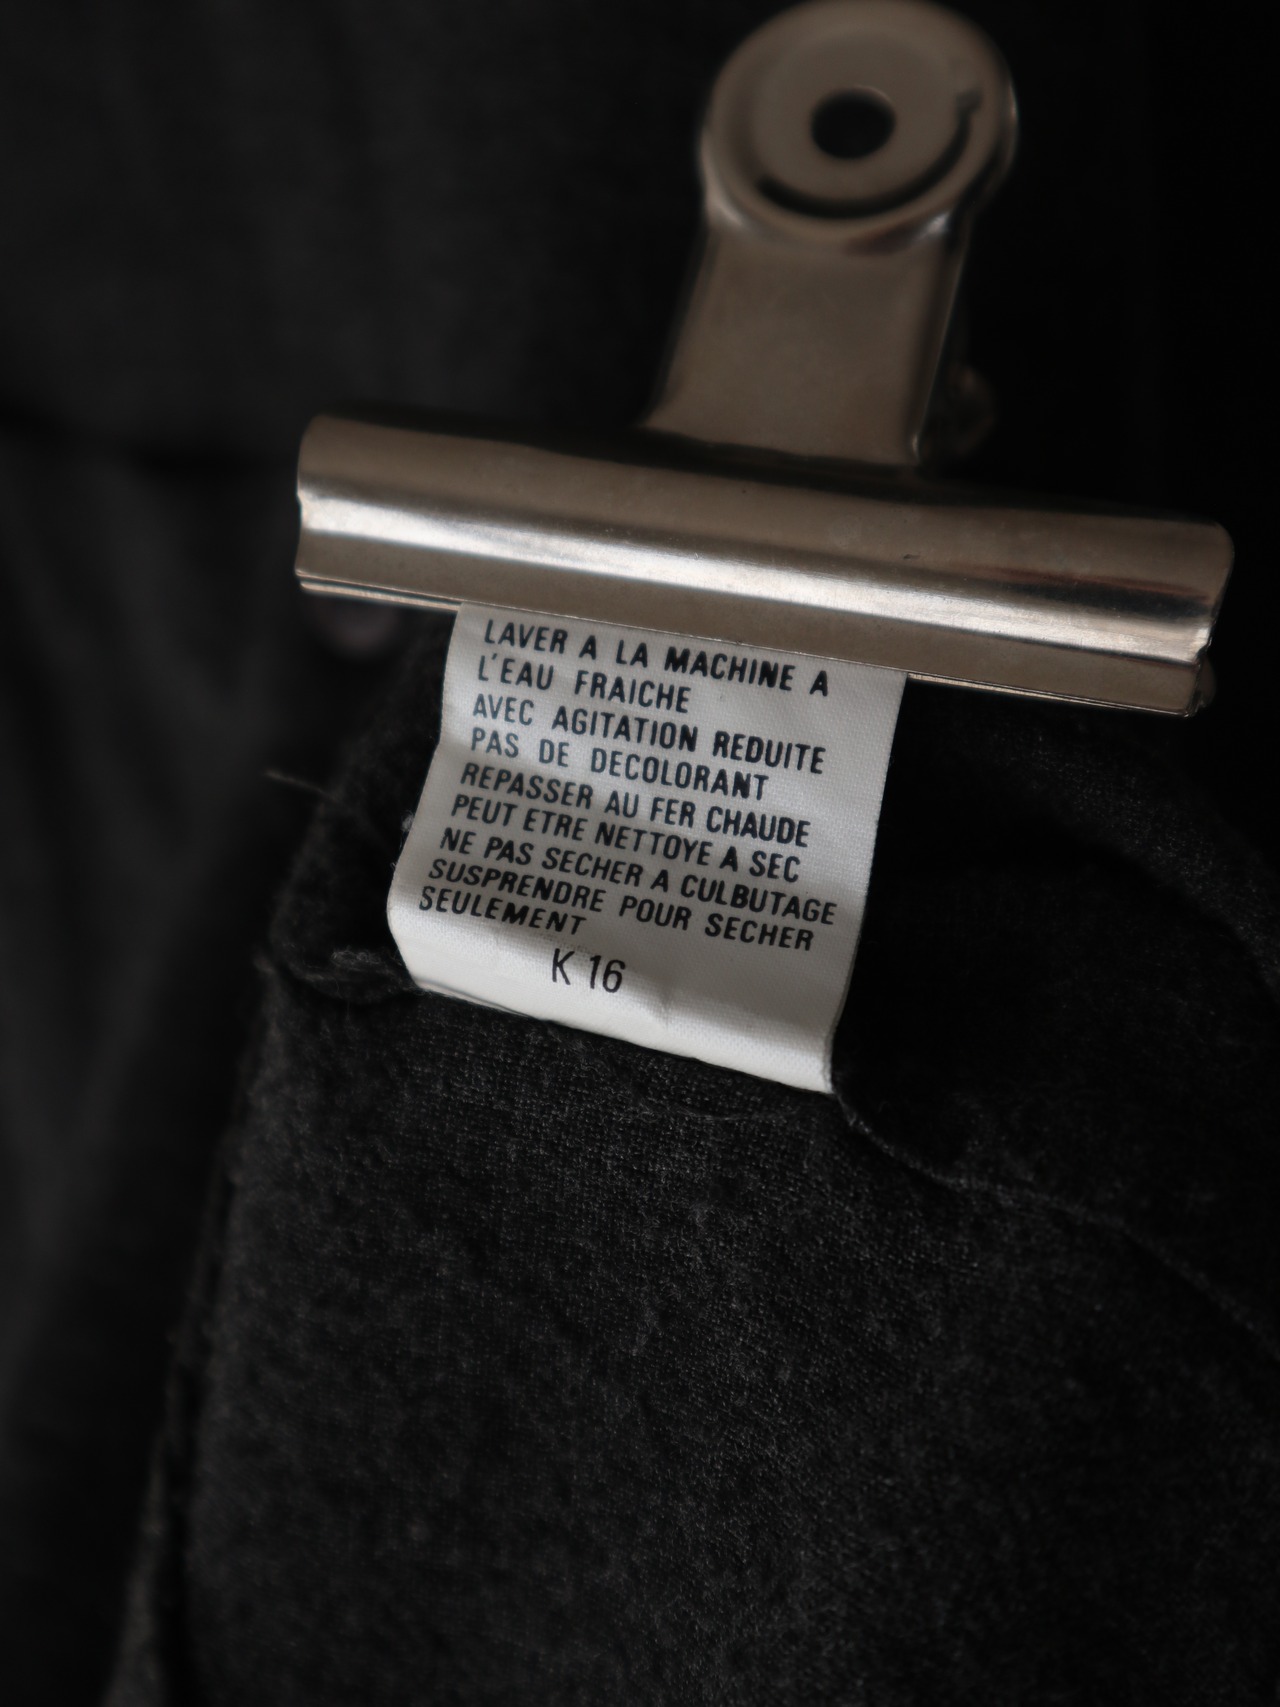 LAVER A LA MACHINE A
L'EAU FRAICHE
AVEC AGITATION REDUITE
PAS DE DECOLORANT
REPASSER AU FER CHAUDE
PEUT ETRE NETTOYE A SEC
NE PAS SECHER A CULBUTAGE
SUSPRENDRE POUR SECHER
SEULEMENT
K 16